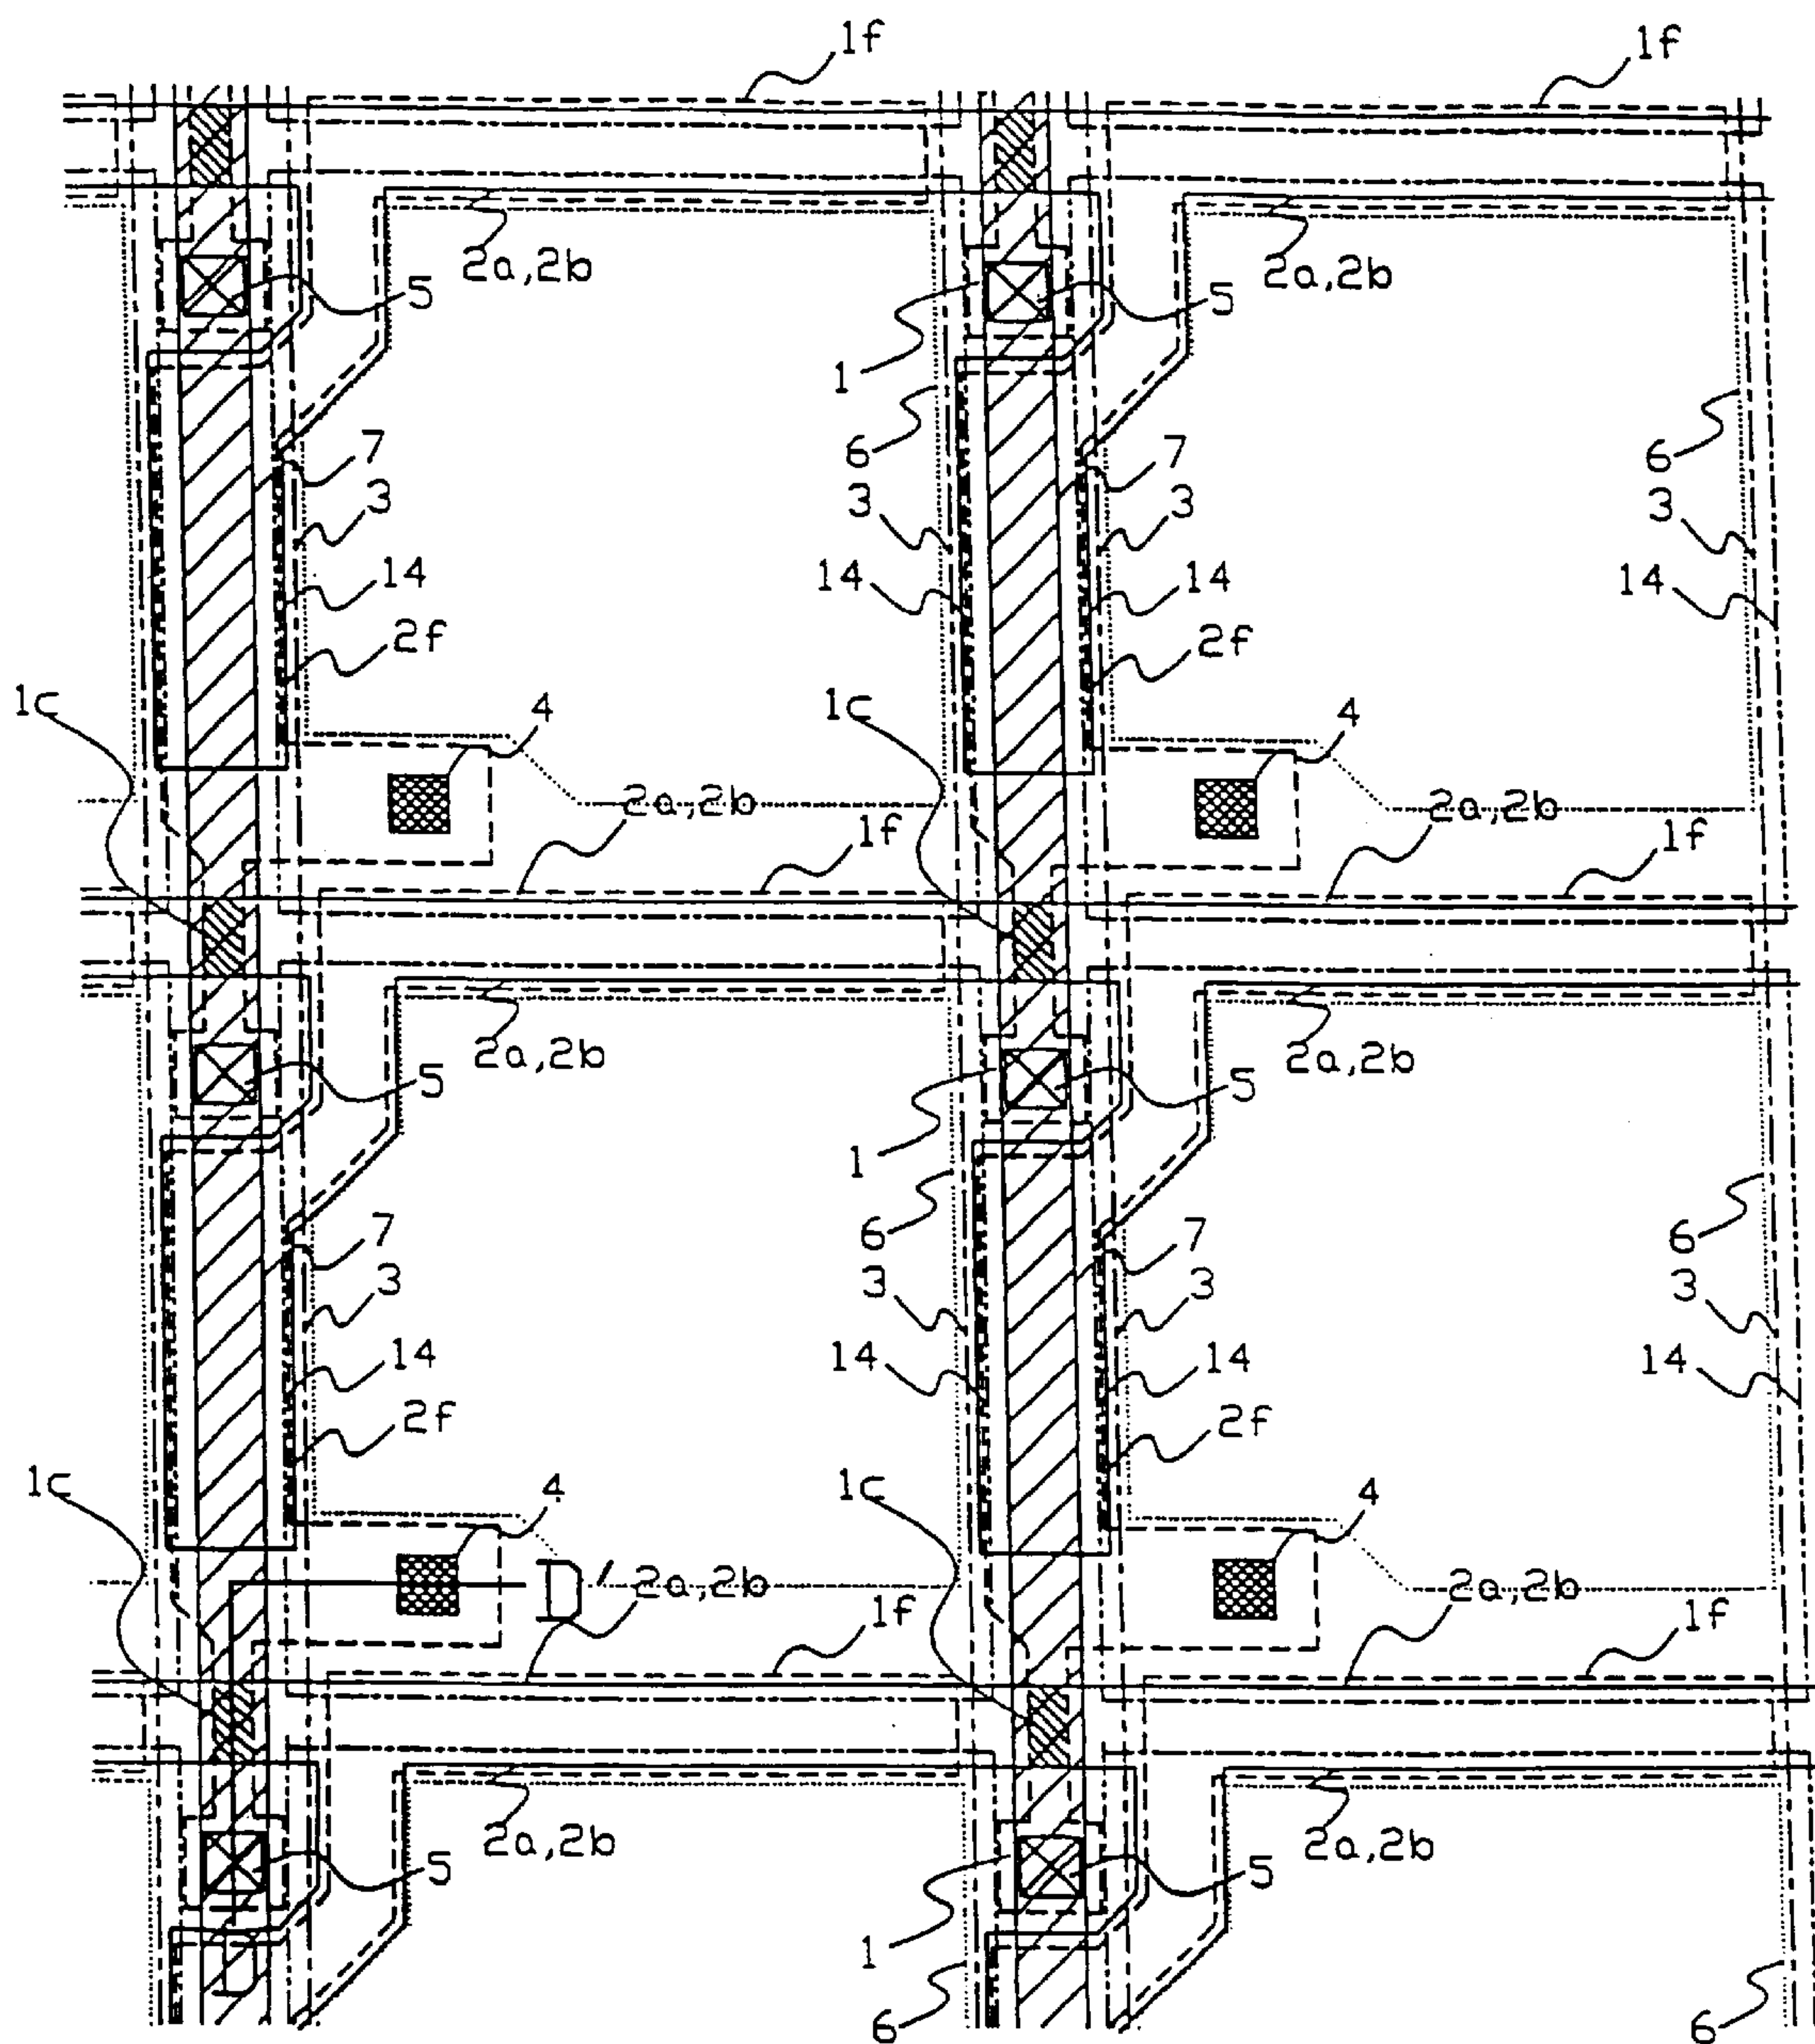 1f 1f
2a,2b 2a,2b
5 1 5
6 7 7 6
3 3 3 3
14 14 14 14
2f 2f
1c 4 1c 4
2a,2b 2a,2b
1f 1f
2a,2b 2a,2b
5 1 5
7 6 7 6
3 3 3 3
14 14 14 14
2f 2f
1c 4 1c 4
D' 2a,2b 2a,2b
1f 1f
2a,2b 2a,2b
5 5
1
D
6 6